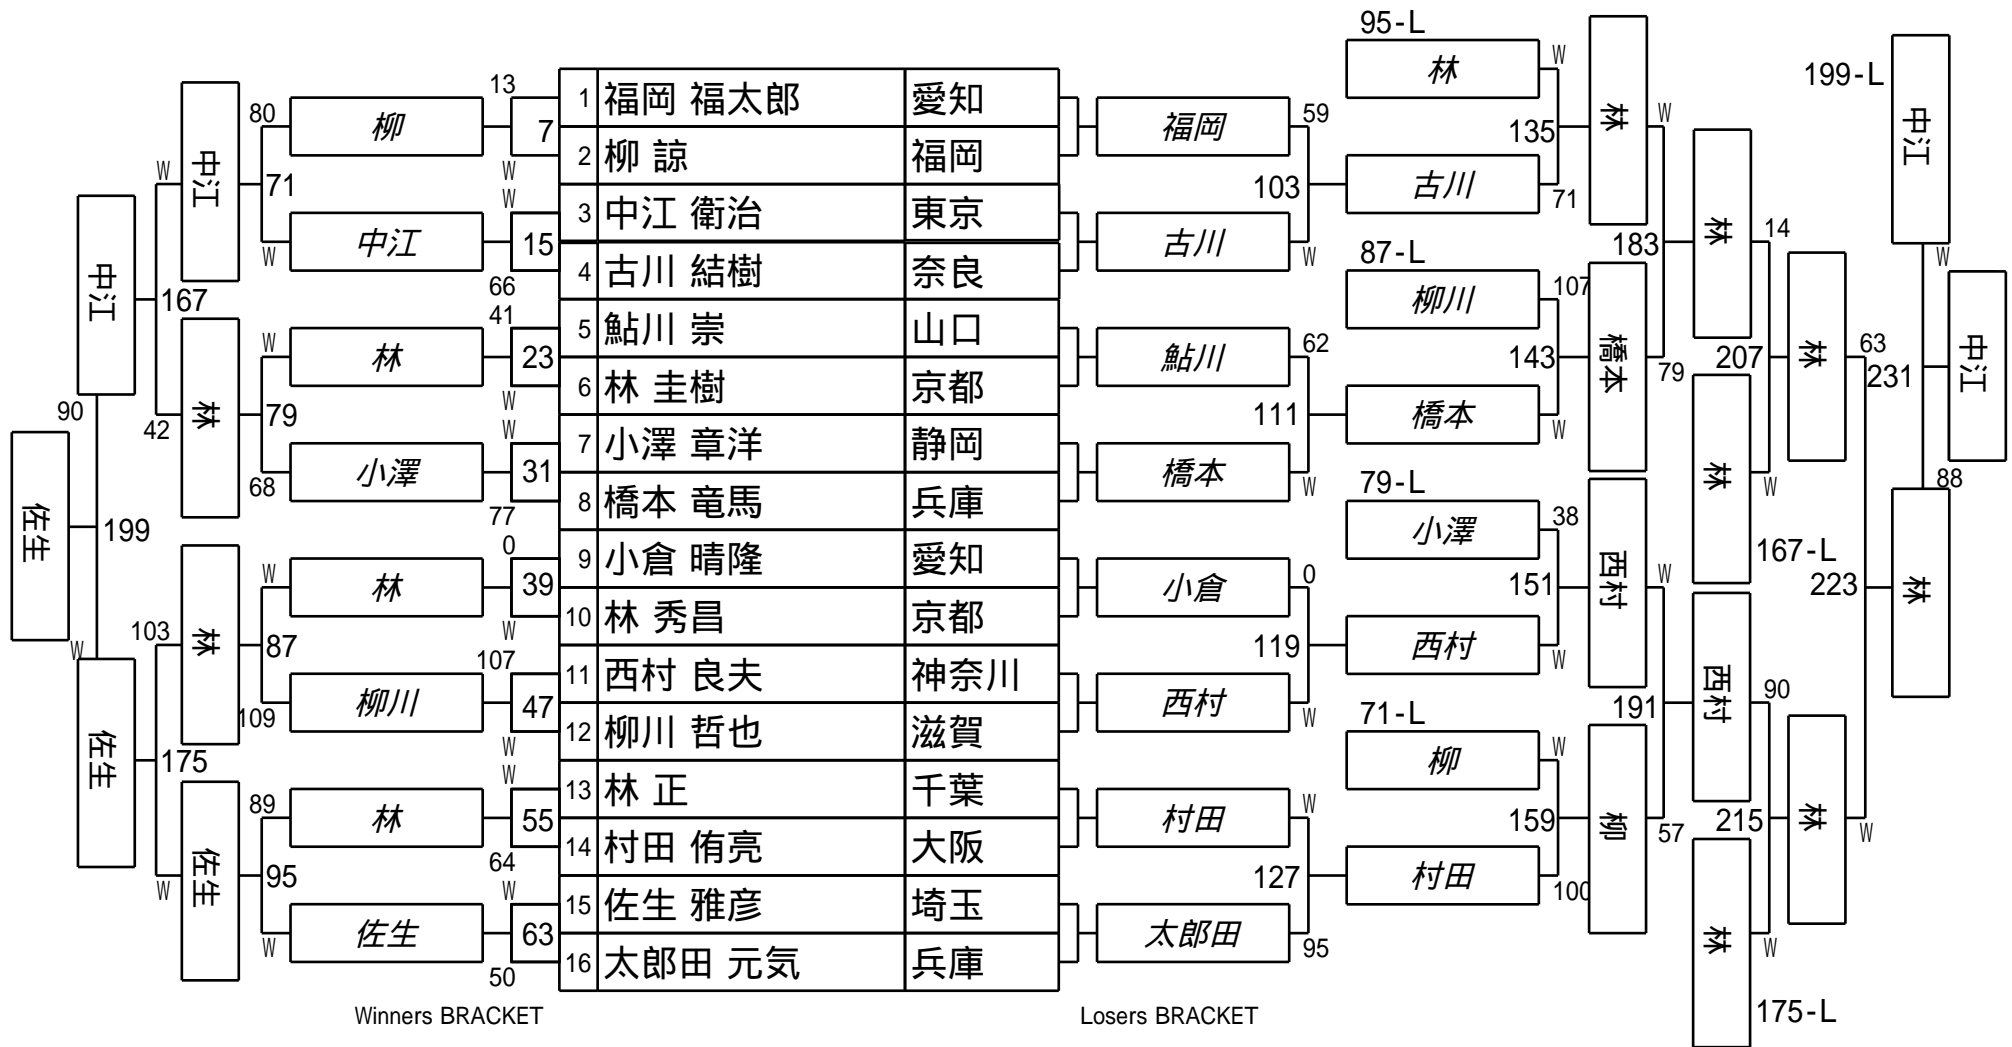 95-L
林
W
林
199-L
中江
13
1 福岡 福太郎 愛知
80
柳
7
福岡
59
135
W
中江
2 柳 諒 福岡
W
W
71
W
3 中江 衛治 東京
103
古川
71
林
14
中江
15
古川
W
183
中江
W
4 古川 結樹 奈良
W
66
87-L
林
中江
167
41
5 鮎川 崇 山口
柳川
107
橋本
W
林
23
鮎川
62
143
207
63
231
中江
6 林 圭樹 京都
W
79
林
79
W
111
橋本
W
林
90
42
7 小澤 章洋 静岡
小澤
31
橋本
W
W
68
79-L
88
8 橋本 竜馬 兵庫
77
小澤
38
西村
佐生
199
0
9 小倉 晴隆 愛知
W
林
39
小倉
0
151
W
167-L
223
林
10 林 秀昌 京都
W
103
林
87
119
西村
W
西村
107
11 西村 良夫 神奈川
W
柳川
47
西村
W
71-L
191
90
109
12 柳川 哲也 滋賀
W
佐生
175
W
柳
W
柳
13 林 正 千葉
89
林
55
村田
W
159
57
215
林
W
14 村田 侑亮 大阪
64
佐生
95
W
127
村田
100
W
15 佐生 雅彦 埼玉
佐生
63
太郎田
95
林
W
W
16 太郎田 元気 兵庫
50
175-L
Winners BRACKET
Losers BRACKET